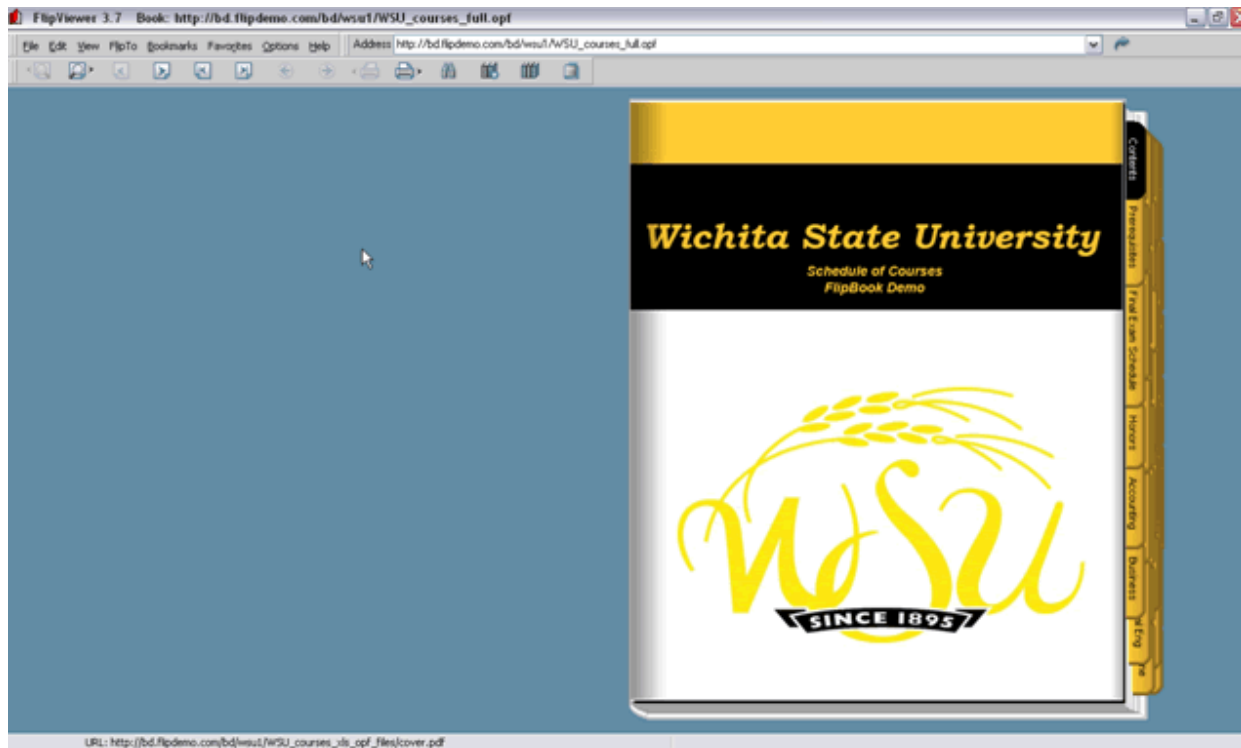 FlipViewer 3.7 Book: http://bd.flipdemo.com/bd/wsu1/WSU_courses_full.opf
File Edit View FlipTo Bookmarks Favorites Options Help Address http://bd.flipdemo.com/bd/wsu1/WSU_courses_full.opf
Wichita State University
Schedule of Courses
FlipBook Demo
WSU
SINCE 1895
Contents
Prerequisites
Final Exam Schedule
Honors
Accounting
Business
al Eng
URL: http://bd.flipdemo.com/bd/wsu1/WSU_courses_xls_opf_files/cover.pdf